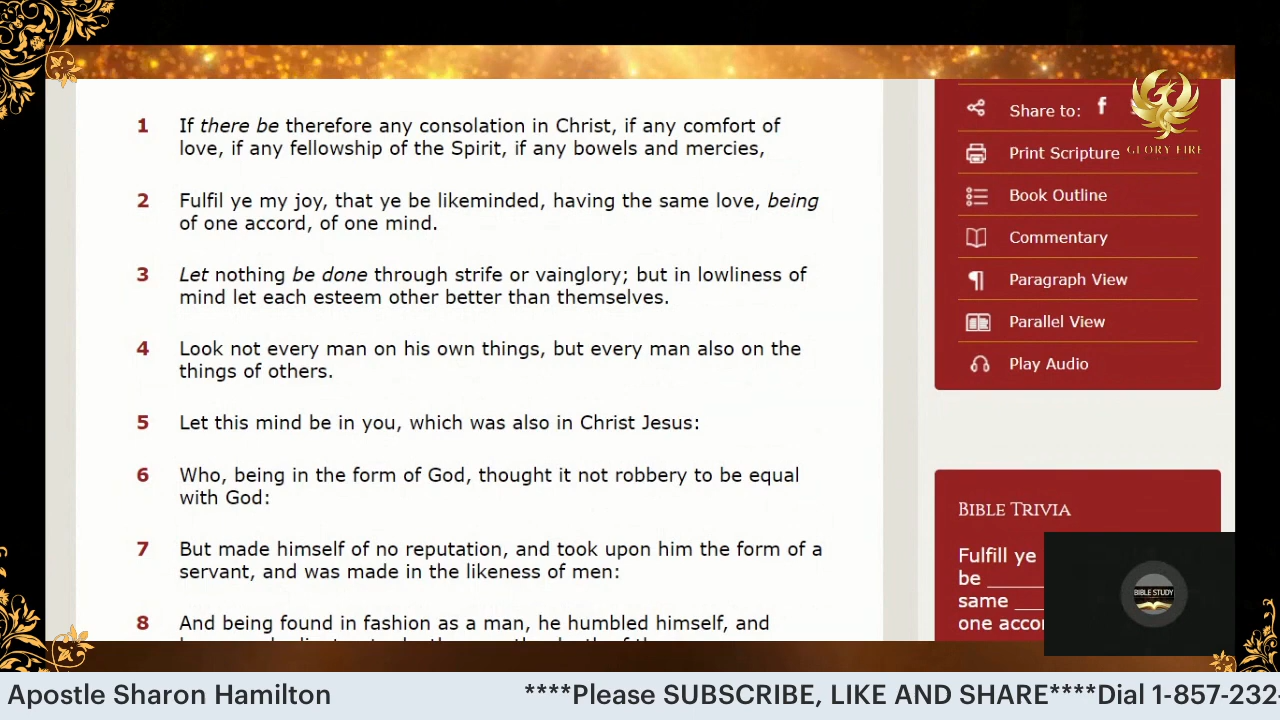 1 If there be therefore any consolation in Christ, if any comfort of
love, if any fellowship of the Spirit, if any bowels and mercies,
2 Fulfil ye my joy, that ye be likeminded, having the same love, being
of one accord, of one mind.
3 Let nothing be done through strife or vainglory; but in lowliness of
mind let each esteem other better than themselves.
4 Look not every man on his own things, but every man also on the
things of others.
5 Let this mind be in you, which was also in Christ Jesus:
6 Who, being in the form of God, thought it not robbery to be equal
with God:
7 But made himself of no reputation, and took upon him the form of a
servant, and was made in the likeness of men:
8 And being found in fashion as a man, he humbled himself, and
Share to:
Print Scripture
GLORY FIRE
Book Outline
Commentary
Paragraph View
Parallel View
Play Audio
BIBLE TRIVIA
Fulfill ye
be ______
same ___
one accor
BIBLE STUDY
Apostle Sharon Hamilton ****Please SUBSCRIBE, LIKE AND SHARE****Dial 1-857-232-